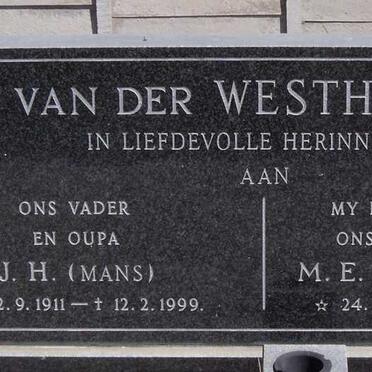 VAN DER WESTH
IN LIEFDEVOLLE HERINN
AAN
ONS VADER
EN OUPA
J. H. (MANS)
2.9.1911 — † 12.2.1999.
MY
ONS
M. E.
☆ 24.